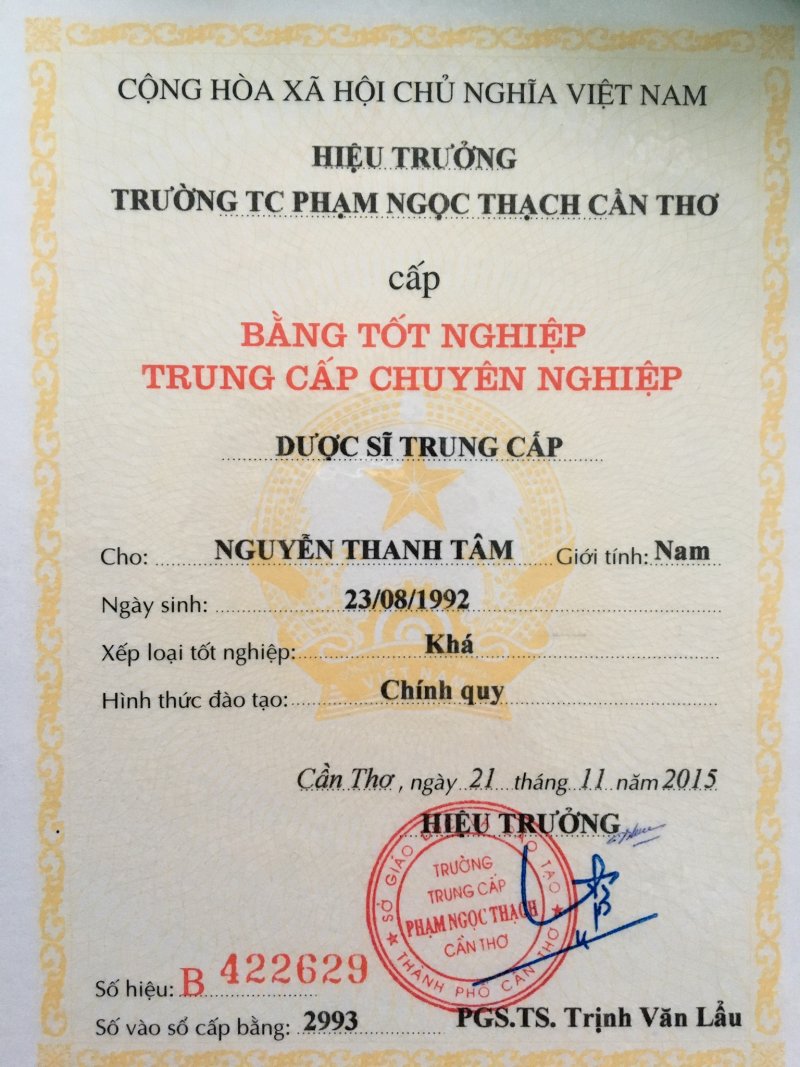 CỘNG HÒA XÃ HỘI CHỦ NGHĨA VIỆT NAM
HIỆU TRƯỞNG
TRƯỜNG TC PHẠM NGỌC THẠCH CẦN THƠ
cấp
BẰNG TỐT NGHIỆP
TRUNG CẤP CHUYÊN NGHIỆP
DƯỢC SĨ TRUNG CẤP
Cho: NGUYỄN THANH TÂM Giới tính: Nam
Ngày sinh: 23/08/1992
Xếp loại tốt nghiệp: Khá
Hình thức đào tạo: Chính quy
Cần Thơ, ngày 21 tháng 11 năm 2015
HIỆU TRƯỞNG
SỞ GIÁO TẠO
TRƯỜNG
TRUNG CẤP
PHẠM NGỌC THẠCH
CẦN THƠ
THÀNH PHỐ CẦN THƠ
Số hiệu: B 422629
Số vào sổ cấp bằng: 2993
PGS.TS. Trịnh Văn Lẩu